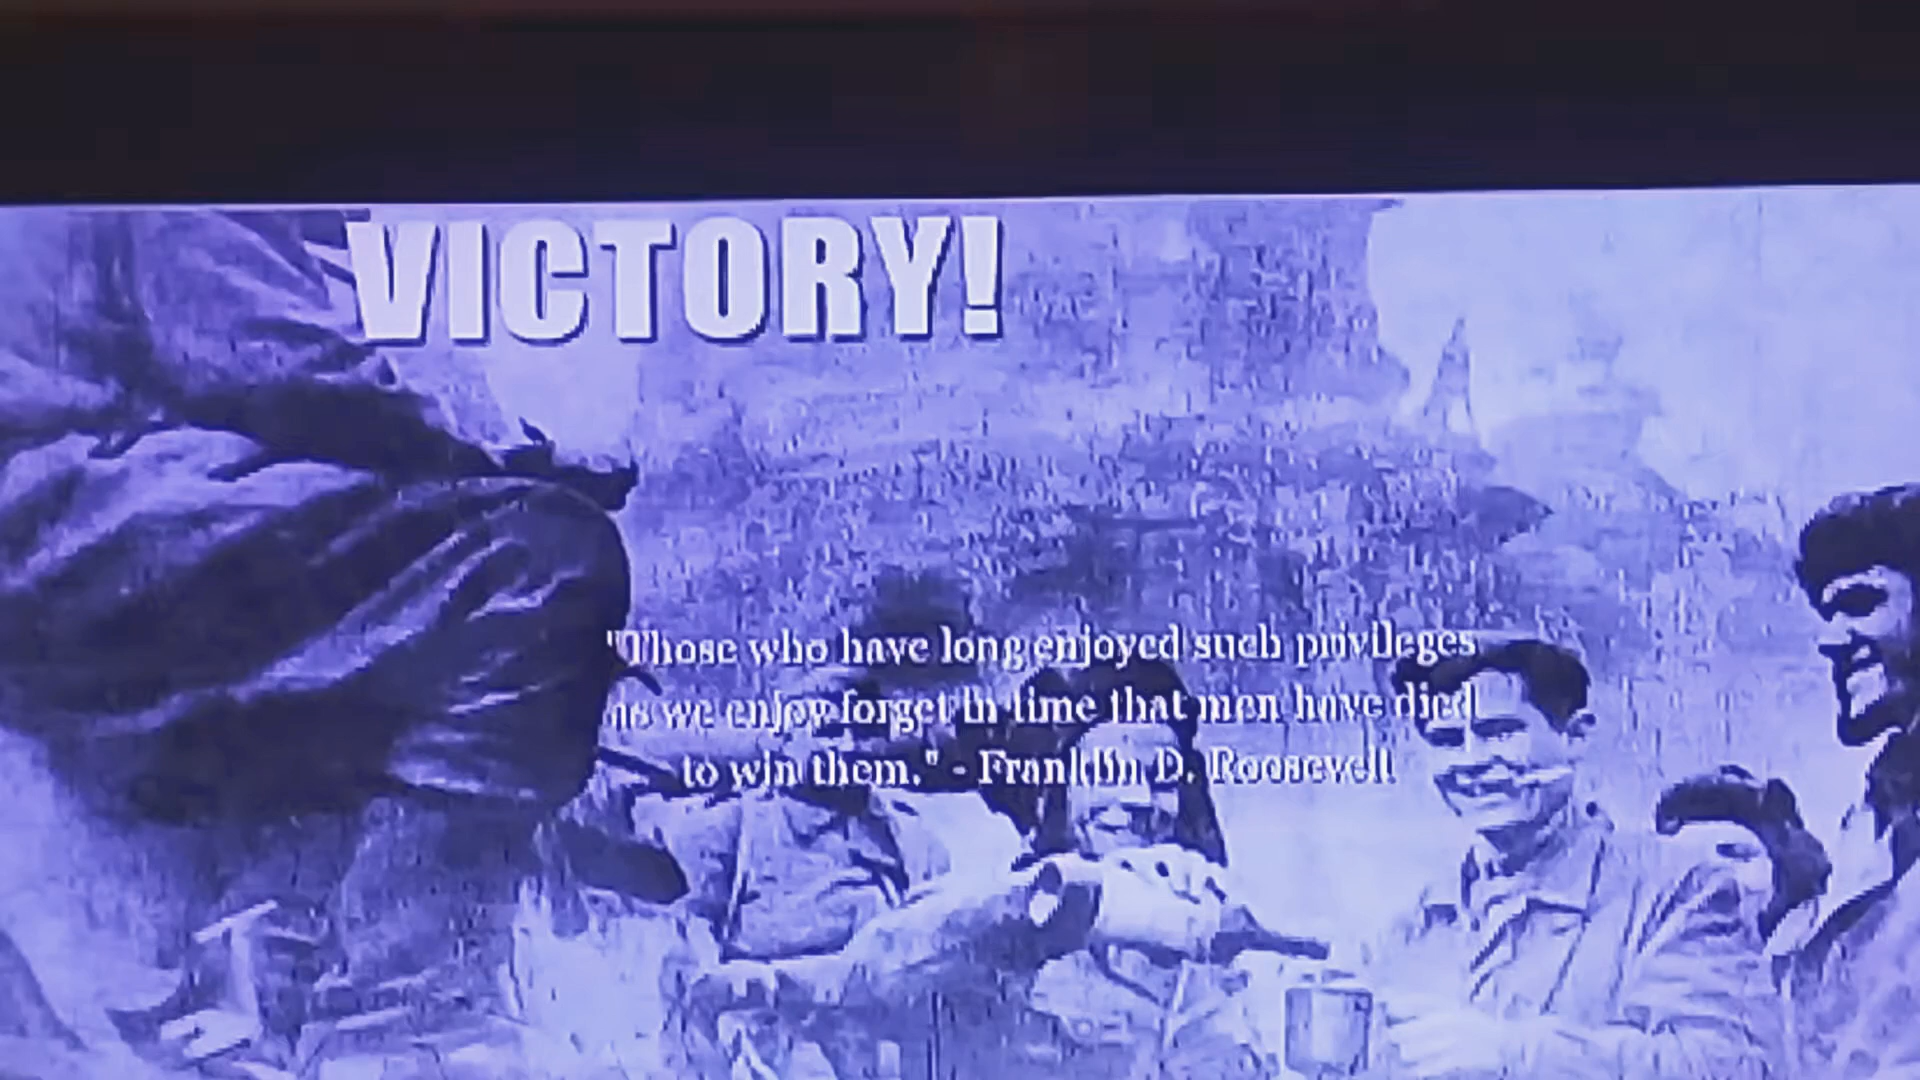 VICTORY!
"Those who have long enjoyed such privileges
as we enjoy forget in time that men have died
to win them." - Franklin D. Roosevelt